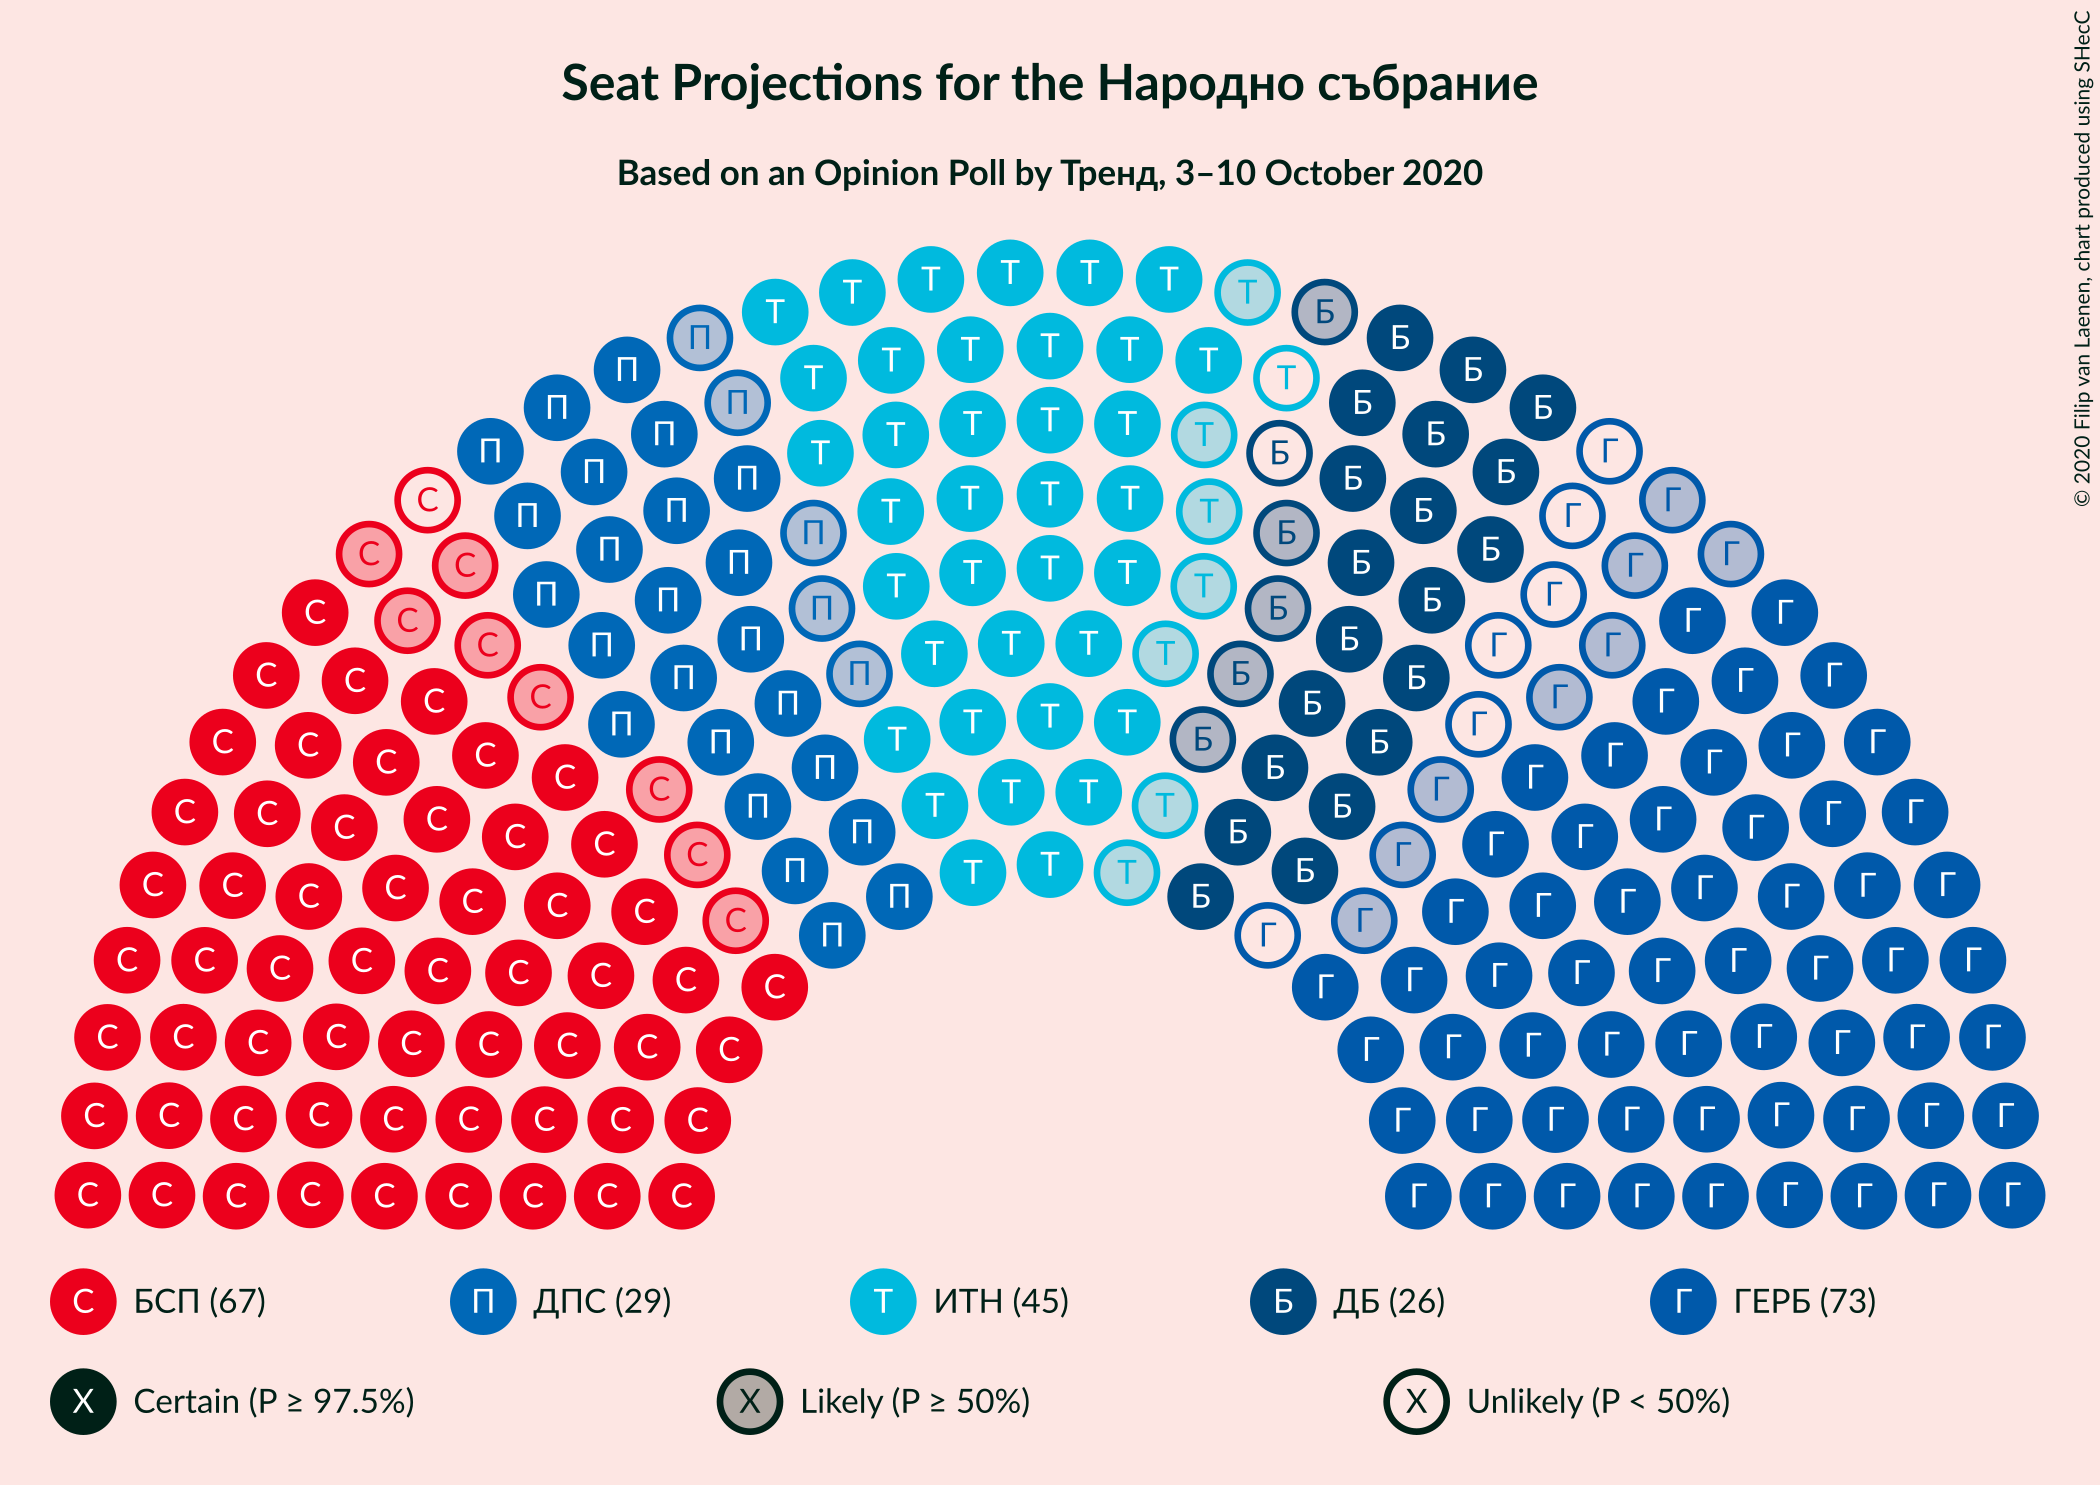 Seat Projections for the Народно събрание
Based on an Opinion Poll by Тренд, 3–10 October 2020
© 2020 Filip van Laenen, chart produced using SHecC
С БСП (67) П ДПС (29) Т ИТН (45) Б ДБ (26) Г ГЕРБ (73)
X Certain (P ≥ 97.5%) X Likely (P ≥ 50%) X Unlikely (P < 50%)